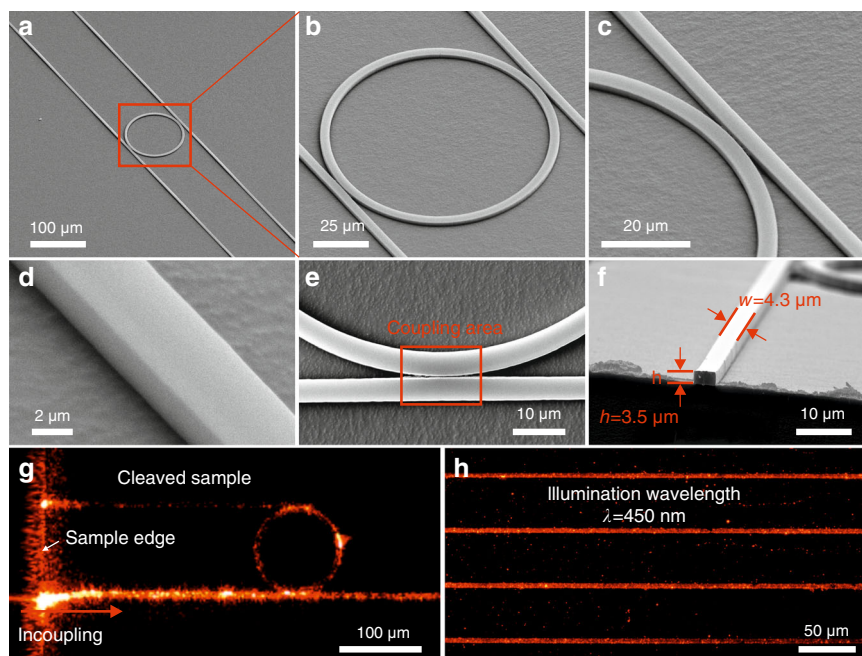 a
b
c
100 µm
25 µm
20 µm
d
e
f
Coupling area
w=4.3 µm
h
h=3.5 µm
2 µm
10 µm
10 µm
g
h
Cleaved sample
Illumination wavelength
λ=450 nm
Sample edge
Incoupling
100 µm
50 µm